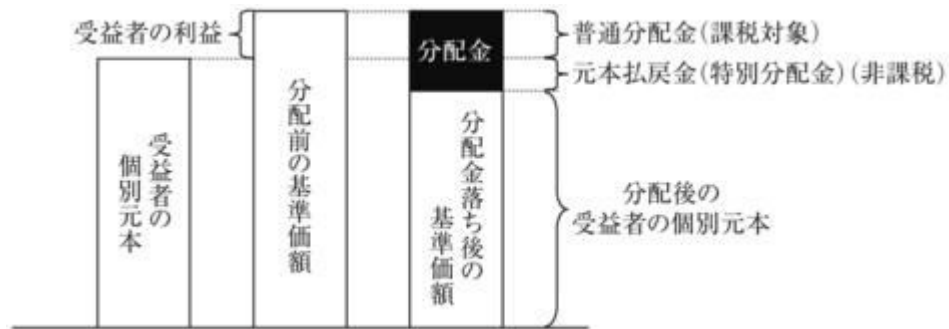 受益者の利益
受益者の
個別元本
分配前の基準価額
分配金
分配金落ち後の
基準価額
普通分配金(課税対象)
元本払戻金(特別分配金)(非課税)
分配後の
受益者の個別元本